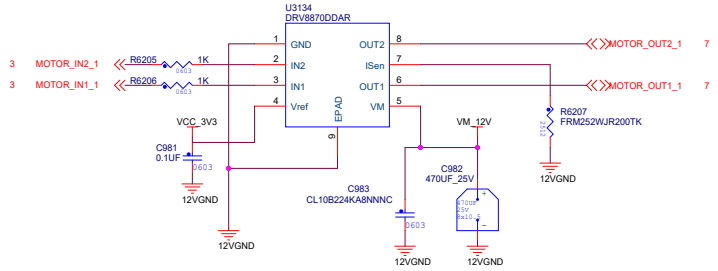 U3134
DRV8870DDAR
1 GND OUT2 8 MOTOR_OUT2_1 7
3 MOTOR_IN2_1 R6205 1K 0603 2 IN2 ISen 7
3 MOTOR_IN1_1 R6206 1K 0603 3 IN1 OUT1 6 MOTOR_OUT1_1 7
4 Vref VM 5
EPAD
9
R6207
FRM252WJR200TK
2512
12VGND
VCC_3V3
C981
0.1UF
0603
12VGND
12VGND
VM_12V
C983
CL10B224KA8NNNC
0603
12VGND
C982
470UF_25V
+
470UF
25V
8x10.5
-
12VGND